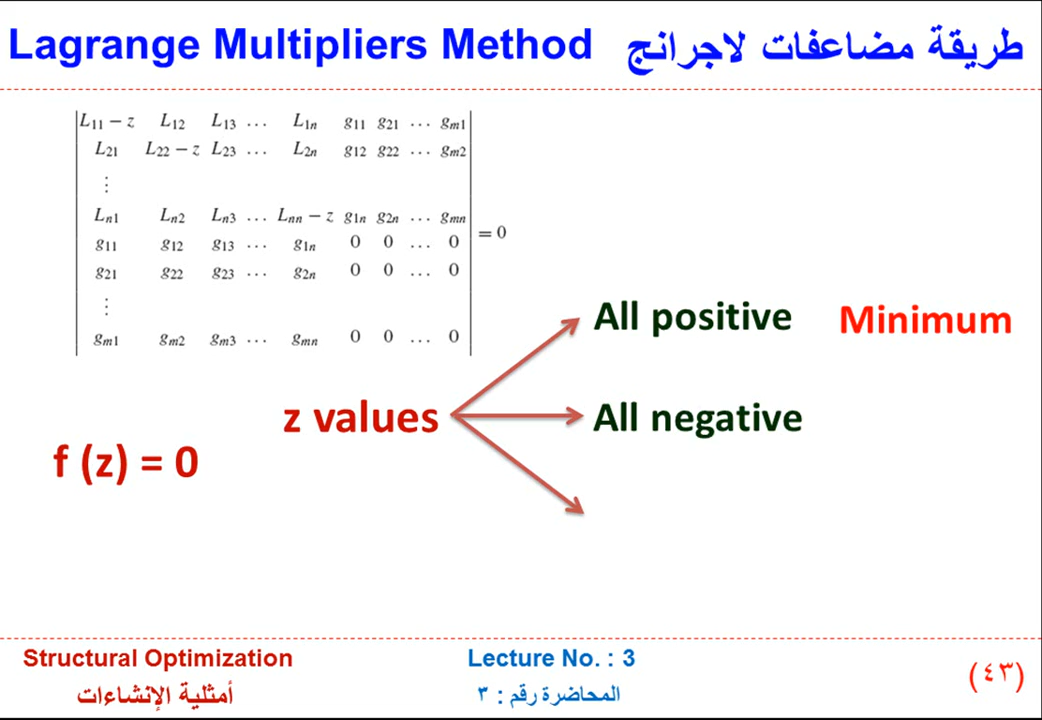 Lagrange Multipliers Method طريقة مضاعفات لاجرانج
L11 − z L12 L13 ... L1n g11 g21 ... gm1
L21 L22 − z L23 ... L2n g12 g22 ... gm2
⋮
Ln1 Ln2 Ln3 ... Lnn − z g1n g2n ... gmn
= 0
g11 g12 g13 ... g1n 0 0 ... 0
g21 g22 g23 ... g2n 0 0 ... 0
⋮
gm1 gm2 gm3 ... gmn 0 0 ... 0
All positive Minimum
z values
All negative
f (z) = 0
Structural Optimization
أمثلية الإنشاءات
Lecture No. : 3
المحاضرة رقم : ٣
(٤٣)